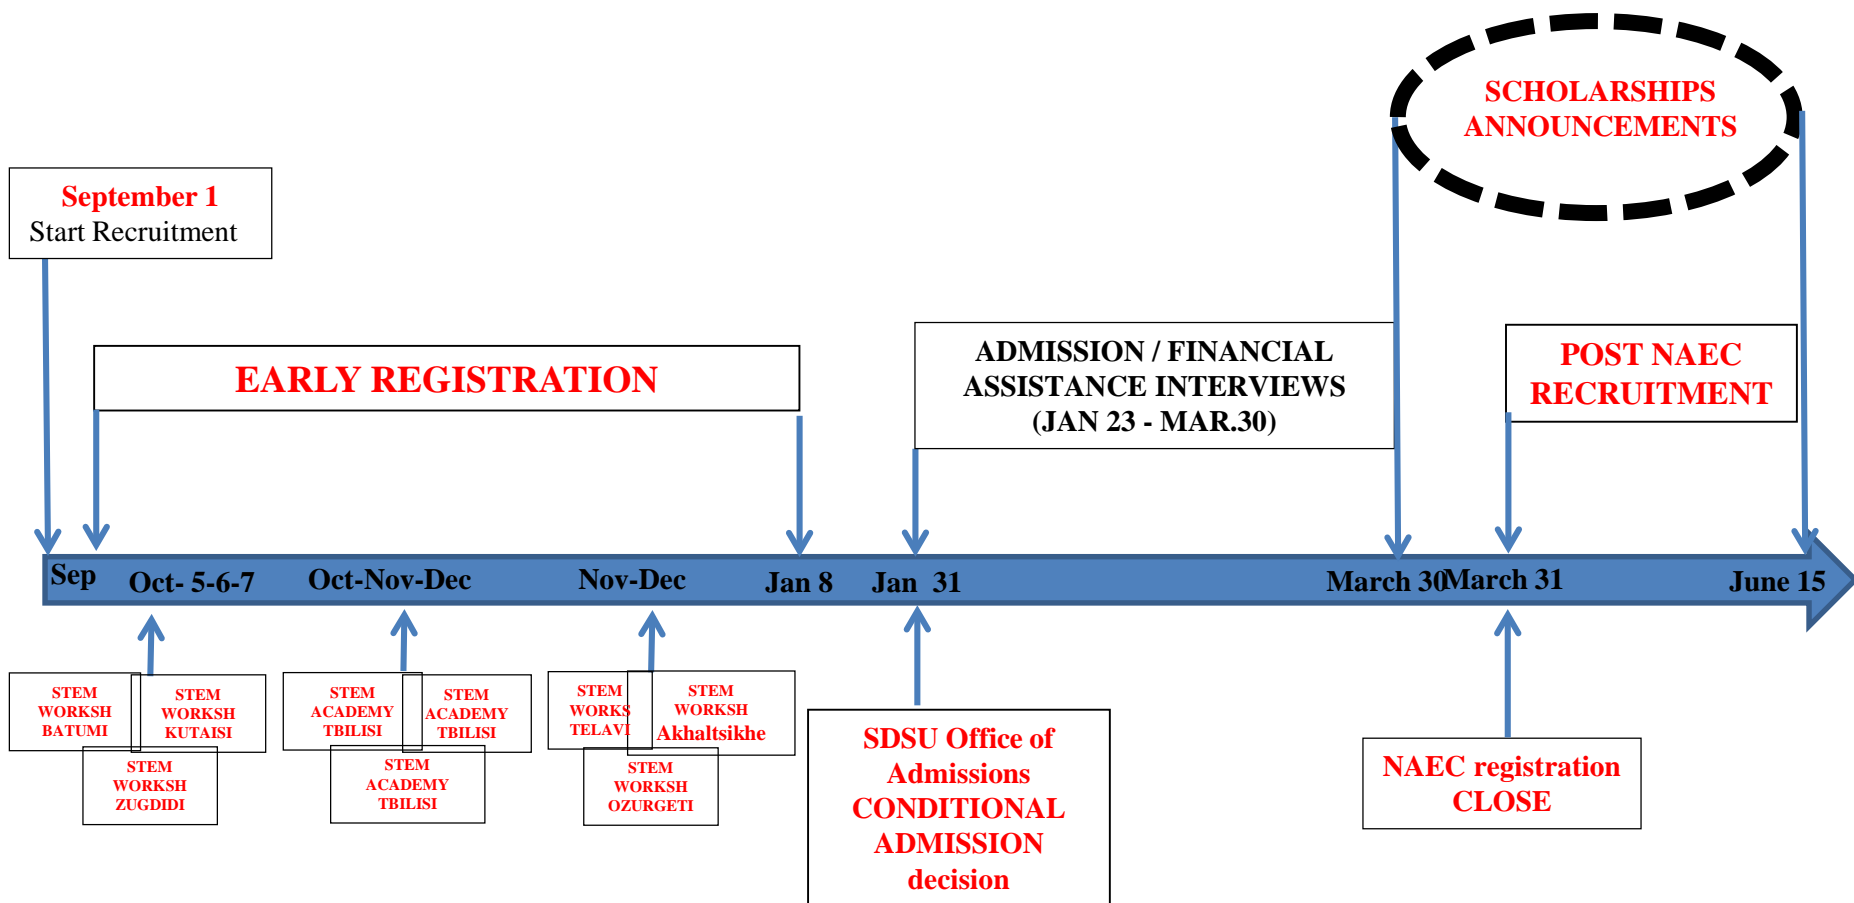 SCHOLARSHIPS
ANNOUNCEMENTS
September 1
Start Recruitment
EARLY REGISTRATION
ADMISSION / FINANCIAL
ASSISTANCE INTERVIEWS
(JAN 23 - MAR.30)
POST NAEC
RECRUITMENT
Sep
Oct- 5-6-7
Oct-Nov-Dec
Nov-Dec
Jan 8
Jan 31
March 30
March 31
June 15
STEM
WORKSH
BATUMI
STEM
WORKSH
KUTAISI
STEM
WORKSH
ZUGDIDI
STEM
ACADEMY
TBILISI
STEM
ACADEMY
TBILISI
STEM
ACADEMY
TBILISI
STEM
WORKS
TELAVI
STEM
WORKSH
Akhaltsikhe
STEM
WORKSH
OZURGETI
SDSU Office of
Admissions
CONDITIONAL
ADMISSION
decision
NAEC registration
CLOSE